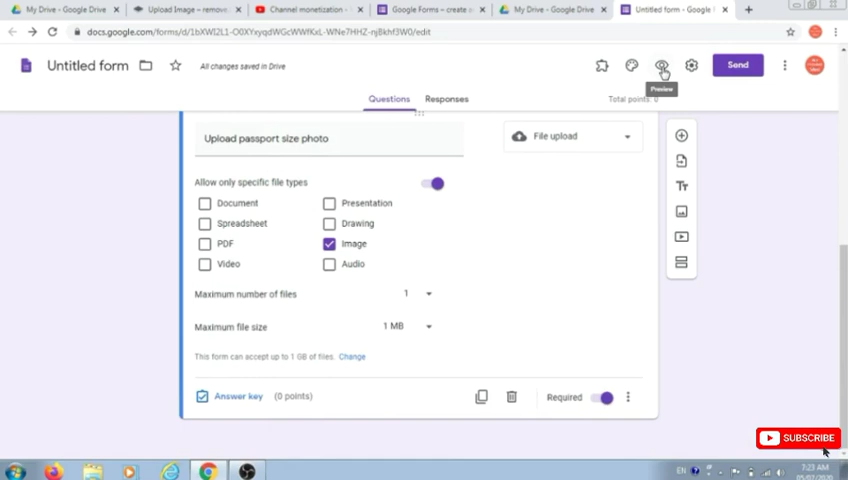 My Drive - Google Drive
Upload Image – remove
Channel monetization -
Google Forms – create
My Drive - Google Drive
Untitled form - Google
docs.google.com/forms/d/1bXWI2L1-O0XYxyqdWGcWWfKxL-WNe7HHZ-njBkhf3W0/edit
Untitled form
All changes saved in Drive
Send
Preview
Questions
Responses
Total points: 0
Upload passport size photo
File upload
Allow only specific file types
Document
Presentation
Spreadsheet
Drawing
PDF
Image
Video
Audio
Maximum number of files
1
Maximum file size
1 MB
This form can accept up to 1 GB of files. Change
Answer key
(0 points)
Required
SUBSCRIBE
EN
7:23 AM
05/07/2020